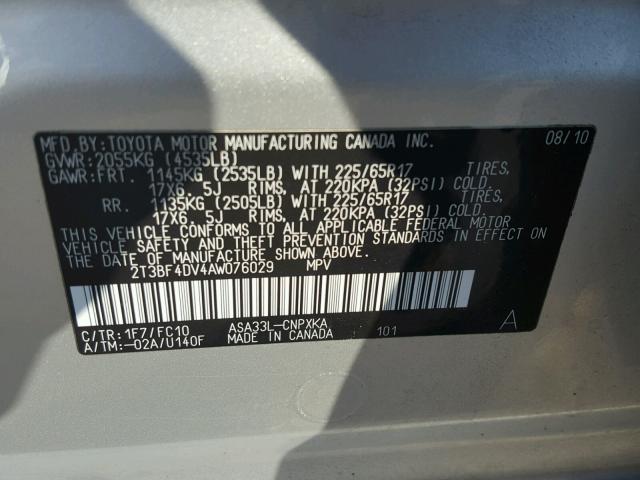 MFD.BY:TOYOTA MOTOR MANUFACTURING CANADA INC. 08/10
GVWR:2055KG (4535LB)
GAWR:FRT. 1145KG (2535LB) WITH 225/65R17 TIRES,
17X6.5J RIMS, AT 220KPA (32PSI) COLD.
RR. 1135KG (2505LB) WITH 225/65R17 TIRES,
17X6.5J RIMS, AT 220KPA (32PSI) COLD.
THIS VEHICLE CONFORMS TO ALL APPLICABLE FEDERAL MOTOR
VEHICLE SAFETY AND THEFT PREVENTION STANDARDS IN EFFECT
ON THE DATE OF MANUFACTURE SHOWN ABOVE.
2T3BF4DV4AW076029 MPV
C/TR:1F7/FC10 ASA33L-CNPXKA
A/TM:-02A/U140F MADE IN CANADA 101 A